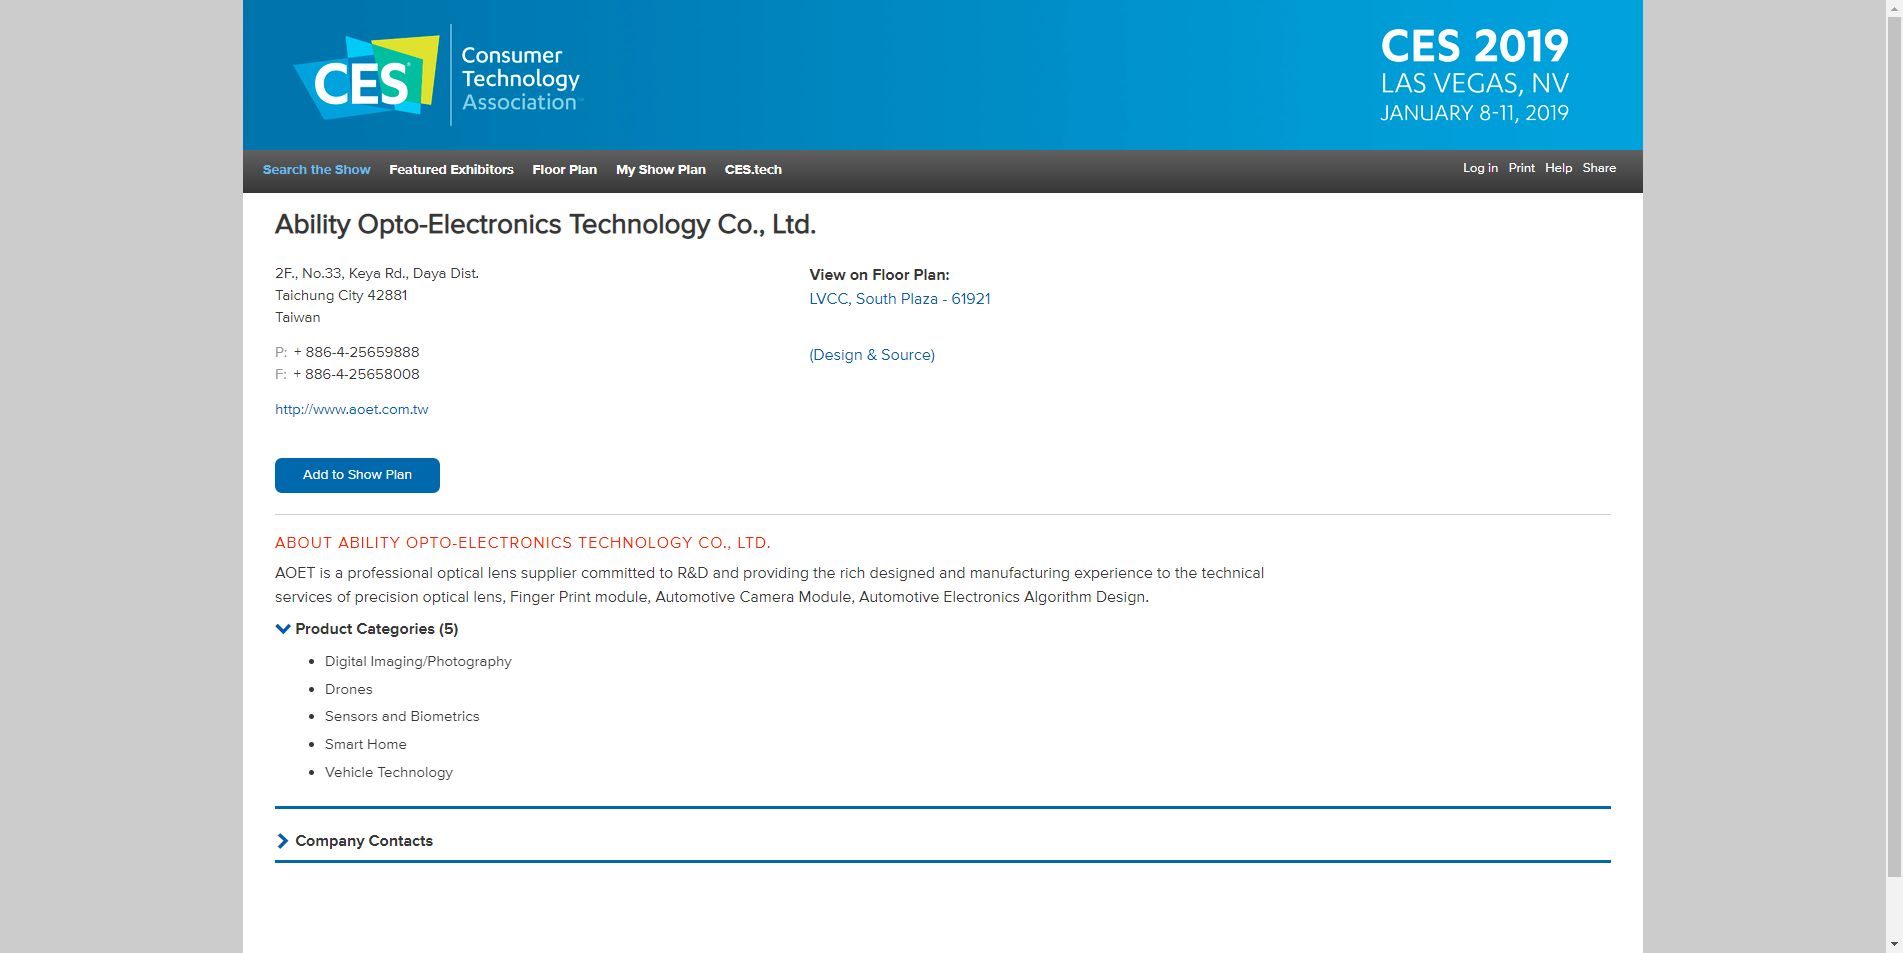 CES
Consumer
Technology
Association
CES 2019
LAS VEGAS, NV
JANUARY 8-11, 2019
Search the Show Featured Exhibitors Floor Plan My Show Plan CES.tech Log in Print Help Share
Ability Opto-Electronics Technology Co., Ltd.
2F., No.33, Keya Rd., Daya Dist.
Taichung City 42881
Taiwan
P: + 886-4-25659888
F: + 886-4-25658008
http://www.aoet.com.tw
View on Floor Plan:
LVCC, South Plaza - 61921
(Design & Source)
Add to Show Plan
ABOUT ABILITY OPTO-ELECTRONICS TECHNOLOGY CO., LTD.
AOET is a professional optical lens supplier committed to R&D and providing the rich designed and manufacturing experience to the technical
services of precision optical lens, Finger Print module, Automotive Camera Module, Automotive Electronics Algorithm Design.
Product Categories (5)
• Digital Imaging/Photography
• Drones
• Sensors and Biometrics
• Smart Home
• Vehicle Technology
Company Contacts